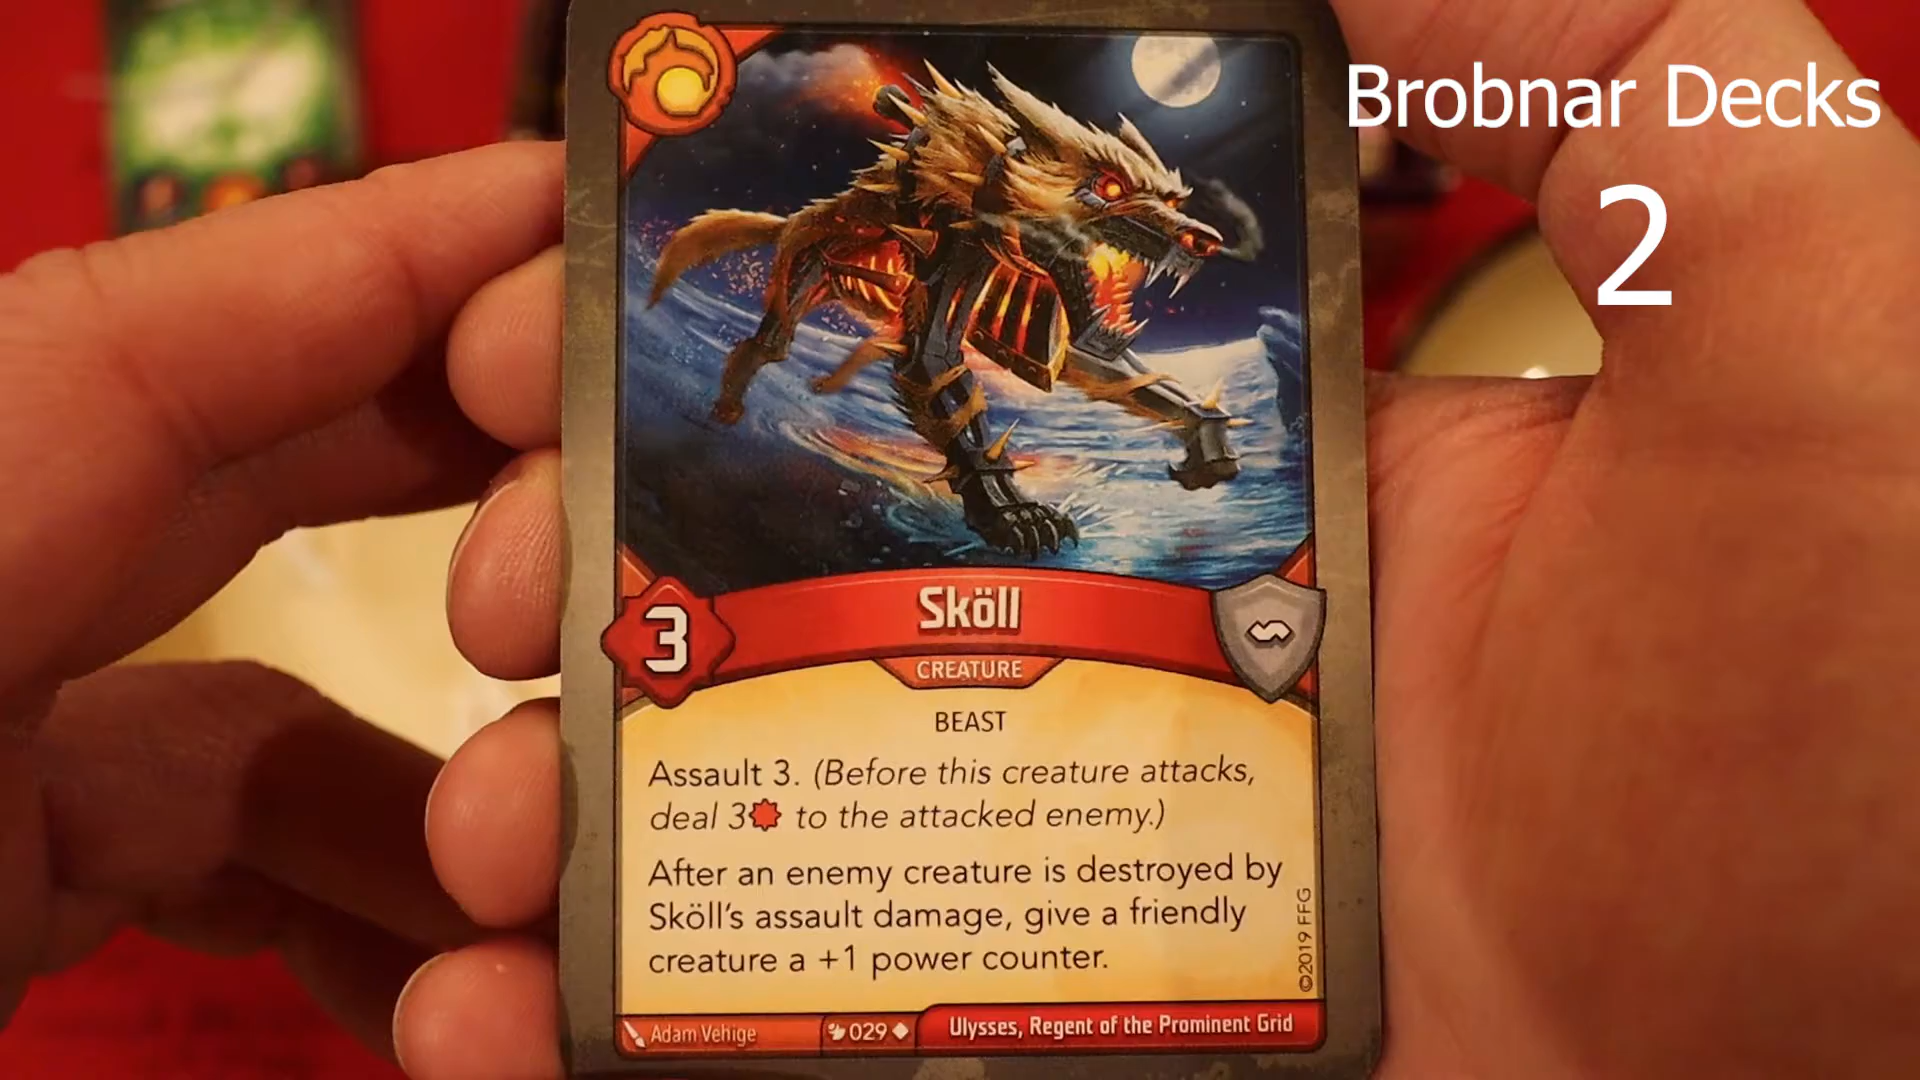 Brobnar Decks
2
3
Sköll
CREATURE
BEAST
Assault 3. (Before this creature attacks,
deal 3 to the attacked enemy.)
After an enemy creature is destroyed by
Sköll's assault damage, give a friendly
creature a +1 power counter.
©2019 FFG
Adam Vehige
029
Ulysses, Regent of the Prominent Grid